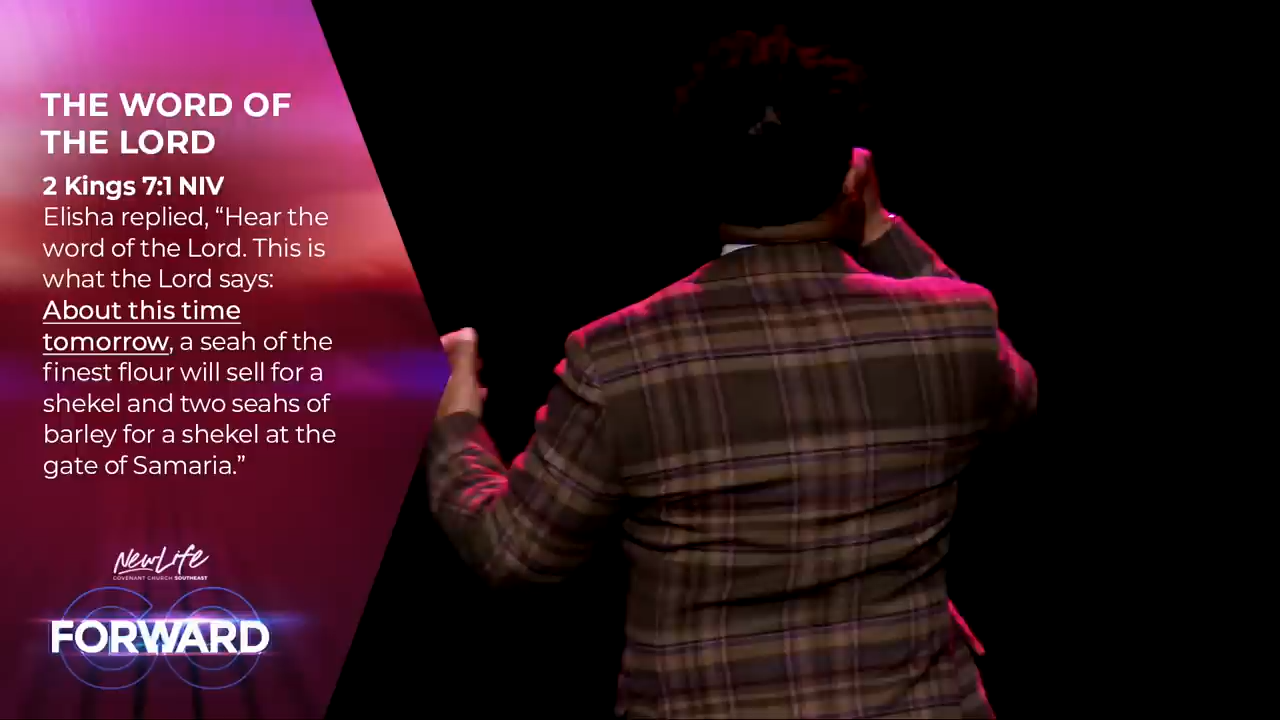 THE WORD OF
THE LORD
2 Kings 7:1 NIV
Elisha replied, “Hear the
word of the Lord. This is
what the Lord says:
About this time
tomorrow, a seah of the
finest flour will sell for a
shekel and two seahs of
barley for a shekel at the
gate of Samaria.”
NewLife
COVENANT CHURCH SOUTHEAST
GO
FORWARD